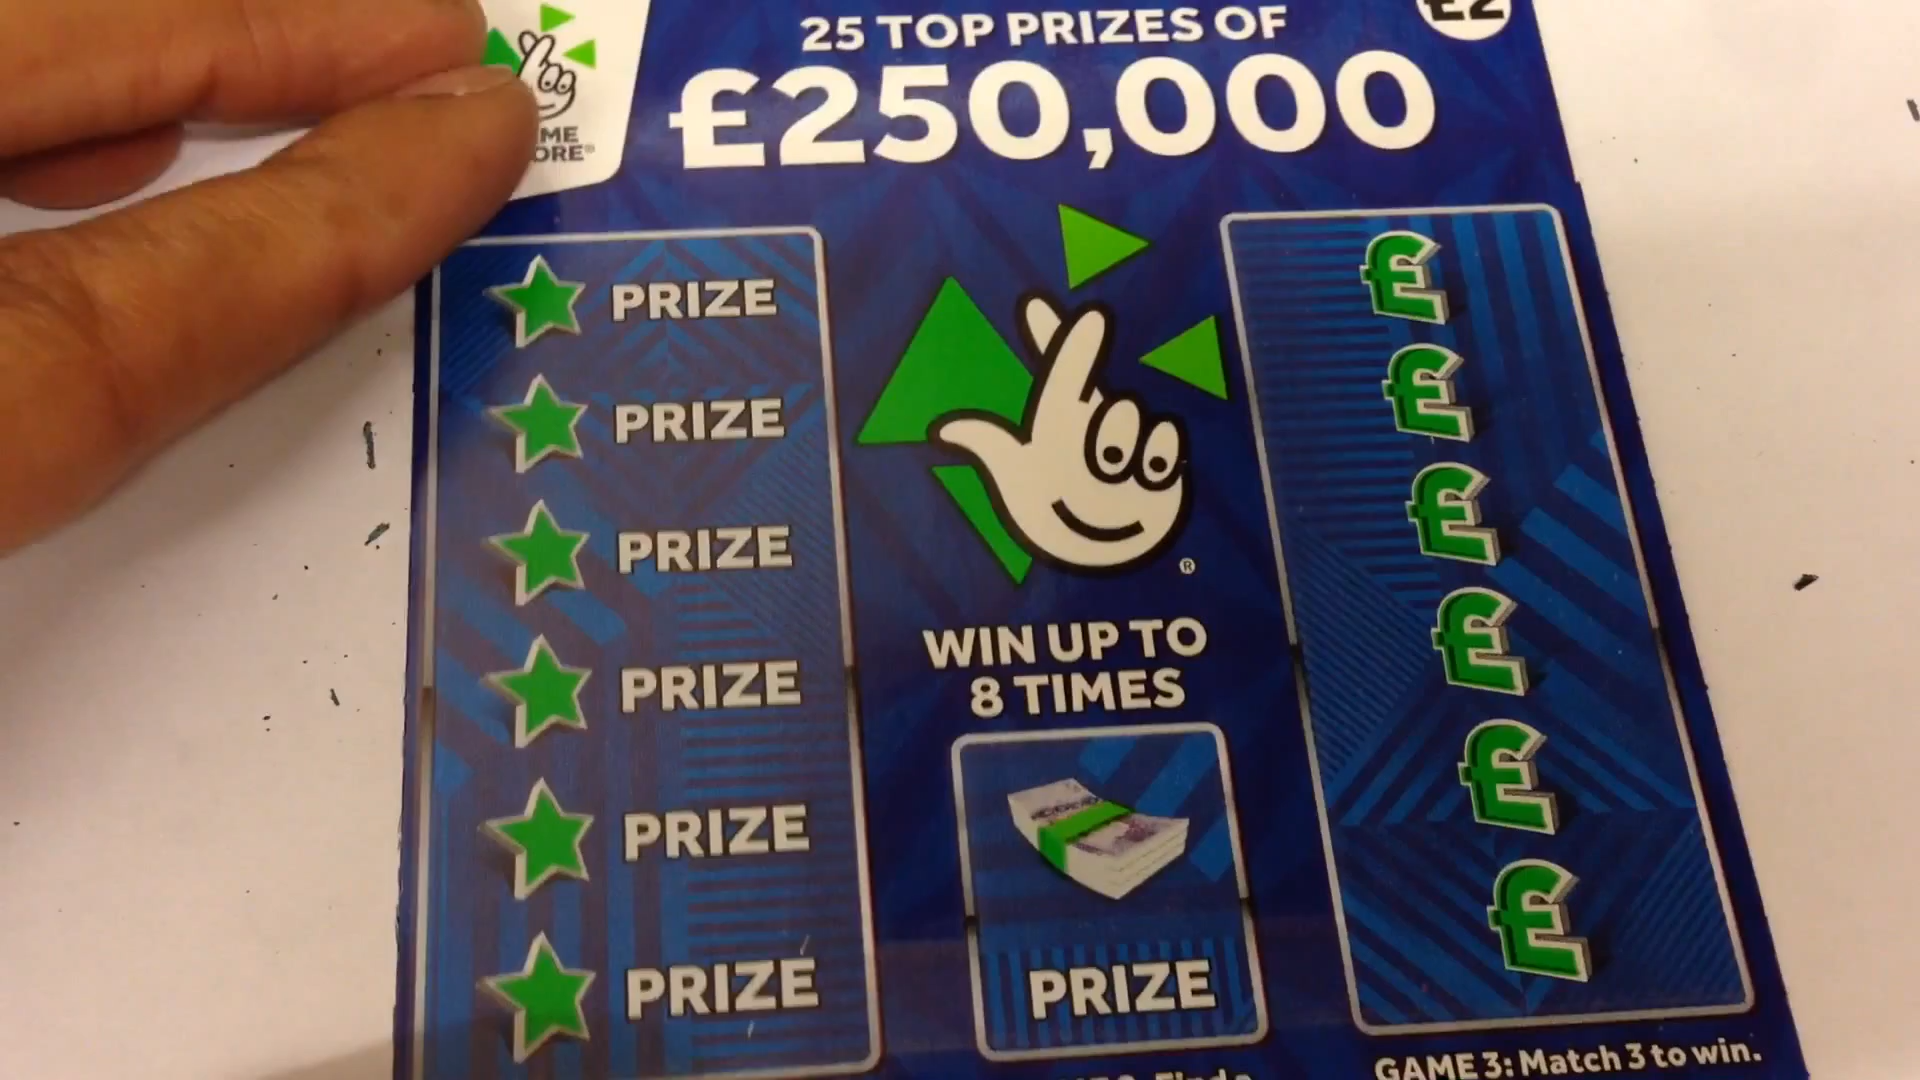 25 TOP PRIZES OF
£2
£250,000
PRIZE
PRIZE
PRIZE
PRIZE
PRIZE
PRIZE
®
WIN UP TO
8 TIMES
PRIZE
£
£
£
£
£
£
GAME 3: Match 3 to win.